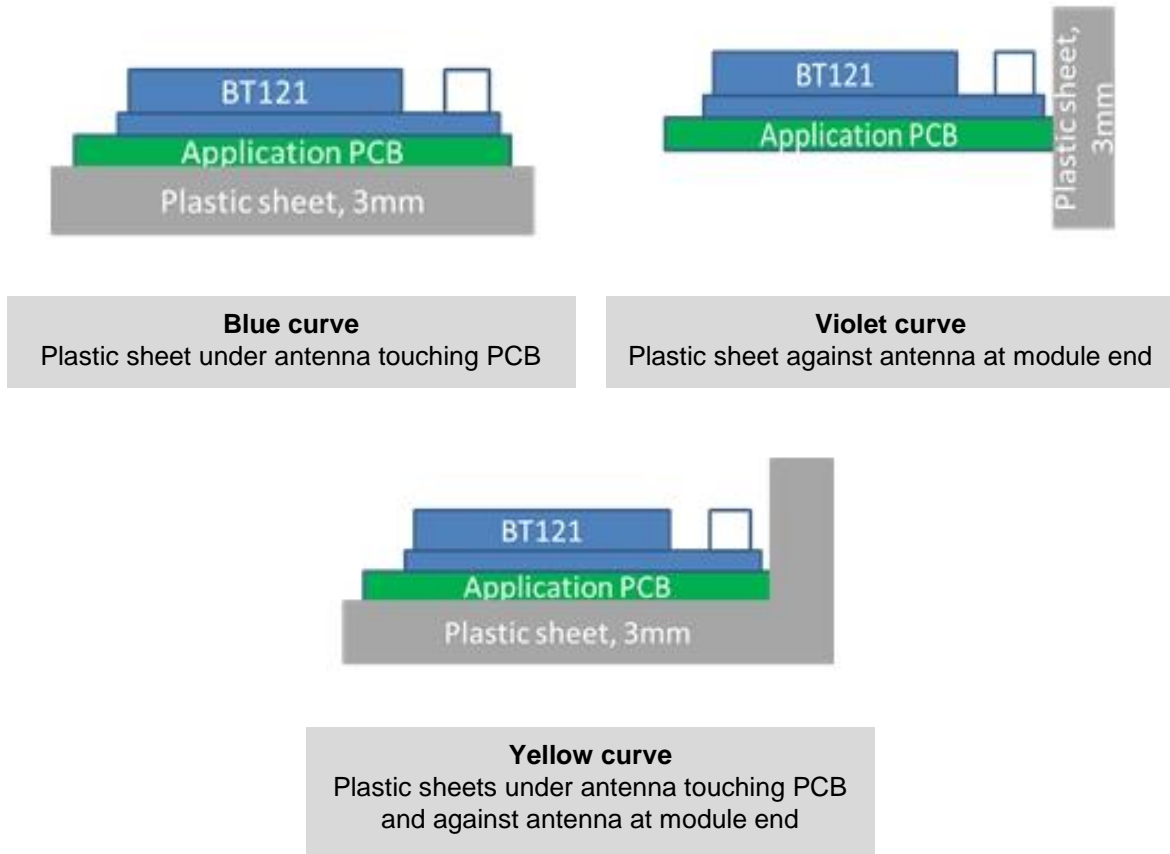 BT121
Application PCB
Plastic sheet, 3mm
BT121
Application PCB
Plastic sheet,
3mm
Blue curve
Plastic sheet under antenna touching PCB
Violet curve
Plastic sheet against antenna at module end
BT121
Application PCB
Plastic sheet, 3mm
Yellow curve
Plastic sheets under antenna touching PCB
and against antenna at module end